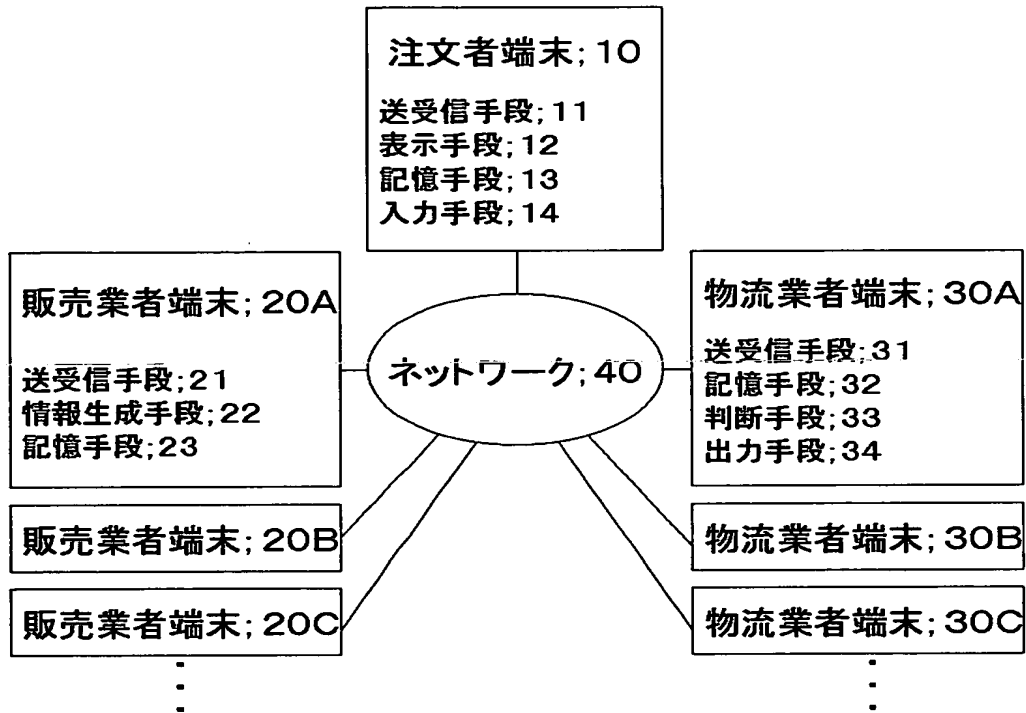 注文者端末;10
送受信手段;11
表示手段;12
記憶手段;13
入力手段;14
販売業者端末;20A
送受信手段;21
情報生成手段;22
記憶手段;23
ネットワーク;40
物流業者端末;30A
送受信手段;31
記憶手段;32
判断手段;33
出力手段;34
販売業者端末;20B
物流業者端末;30B
販売業者端末;20C
物流業者端末;30C